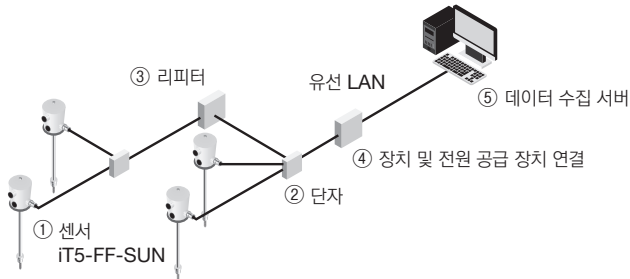 ③ 리피터
유선 LAN
⑤ 데이터 수집 서버
④ 장치 및 전원 공급 장치 연결
② 단자
① 센서
iT5-FF-SUN